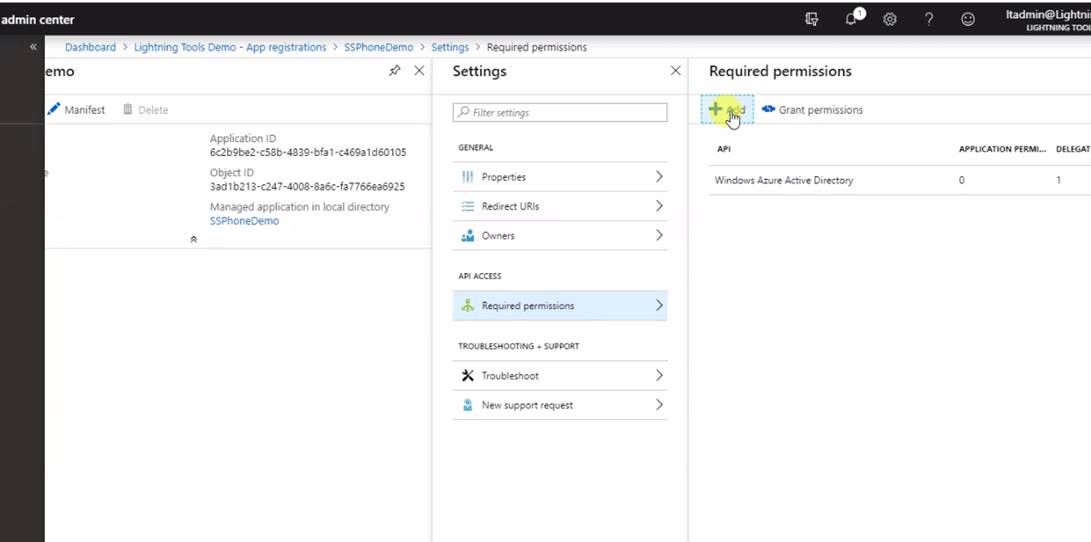 admin center
1
ltadmin@Lightni
LIGHTNING TOOL
«
Dashboard > Lightning Tools Demo - App registrations > SSPhoneDemo > Settings > Required permissions
emo
Manifest
Delete
Application ID
6c2b9be2-c58b-4839-bfa1-c469a1d60105
Object ID
3ad1b213-c247-4008-8a6c-fa7766ea6925
Managed application in local directory
SSPhoneDemo
e
Settings
Filter settings
GENERAL
Properties
Redirect URIs
Owners
API ACCESS
Required permissions
TROUBLESHOOTING + SUPPORT
Troubleshoot
New support request
Required permissions
Add
Grant permissions
API APPLICATION PERMI... DELEGAT
Windows Azure Active Directory 0 1